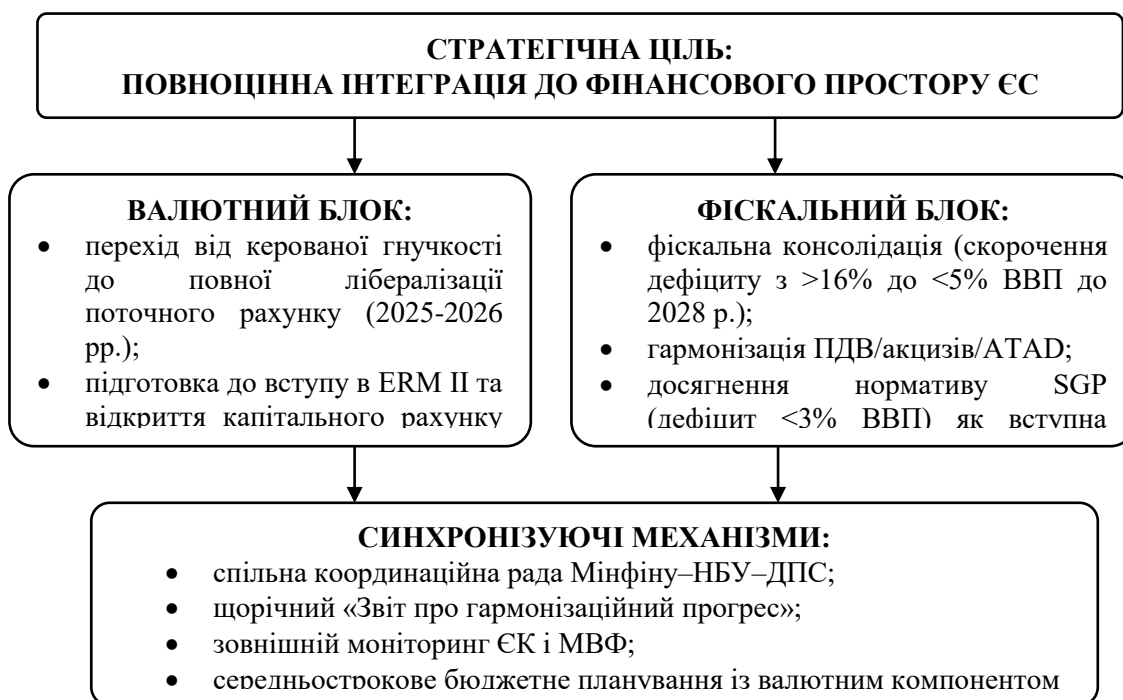 СТРАТЕГІЧНА ЦІЛЬ:
ПОВНОЦІННА ІНТЕГРАЦІЯ ДО ФІНАНСОВОГО ПРОСТОРУ ЄС
ВАЛЮТНИЙ БЛОК:
• перехід від керованої гнучкості
до повної лібералізації
поточного рахунку (2025-2026
рр.);
• підготовка до вступу в ERM II та
відкриття капітального рахунку
ФІСКАЛЬНИЙ БЛОК:
• фіскальна консолідація (скорочення
дефіциту з >16% до <5% ВВП до
2028 р.);
• гармонізація ПДВ/акцизів/ATAD;
• досягнення нормативу SGP
(дефіцит <3% ВВП) як вступна
СИНХРОНІЗУЮЧІ МЕХАНІЗМИ:
• спільна координаційна рада Мінфіну–НБУ–ДПС;
• щорічний «Звіт про гармонізаційний прогрес»;
• зовнішній моніторинг ЄК і МВФ;
• середньострокове бюджетне планування із валютним компонентом